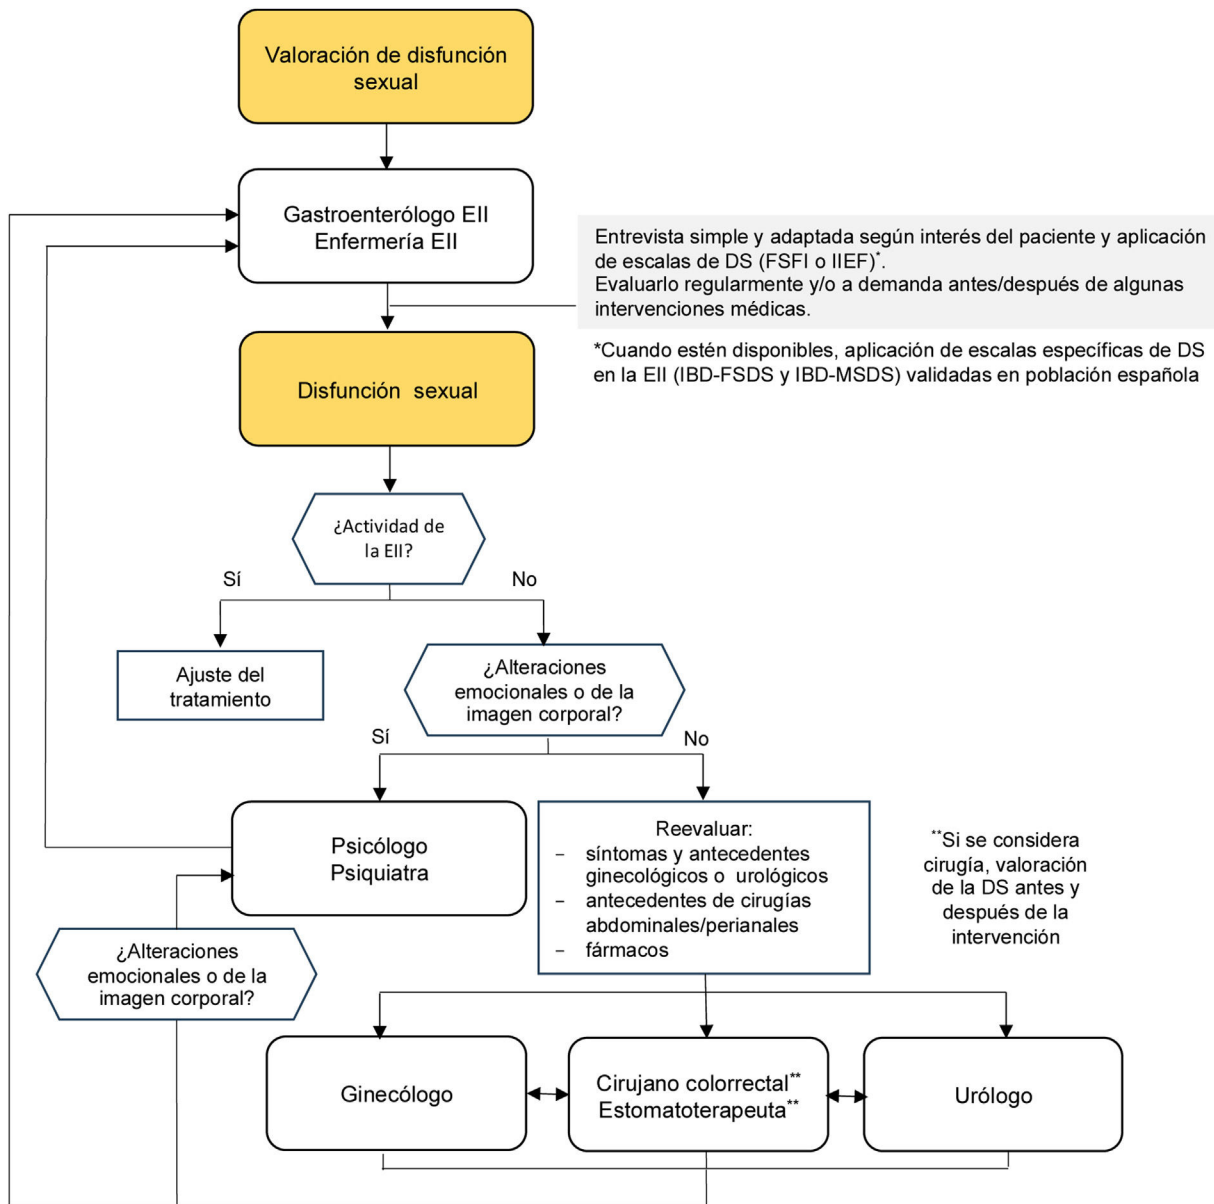 Valoración de disfunción
sexual
Gastroenterólogo EII
Enfermería EII
Entrevista simple y adaptada según interés del paciente y aplicación
de escalas de DS (FSFI o IIEF)*.
Evaluarlo regularmente y/o a demanda antes/después de algunas
intervenciones médicas.
*Cuando estén disponibles, aplicación de escalas específicas de DS
en la EII (IBD-FSDS y IBD-MSDS) validadas en población española
Disfunción sexual
¿Actividad de
la EII?
Sí
No
Ajuste del
tratamiento
¿Alteraciones
emocionales o de la
imagen corporal?
Sí
No
Psicólogo
Psiquiatra
Reevaluar:
– síntomas y antecedentes
ginecológicos o urológicos
– antecedentes de cirugías
abdominales/perianales
– fármacos
**Si se considera
cirugía, valoración
de la DS antes y
después de la
intervención
¿Alteraciones
emocionales o de la
imagen corporal?
Ginecólogo
Cirujano colorrectal**
Estomatoterapeuta**
Urólogo